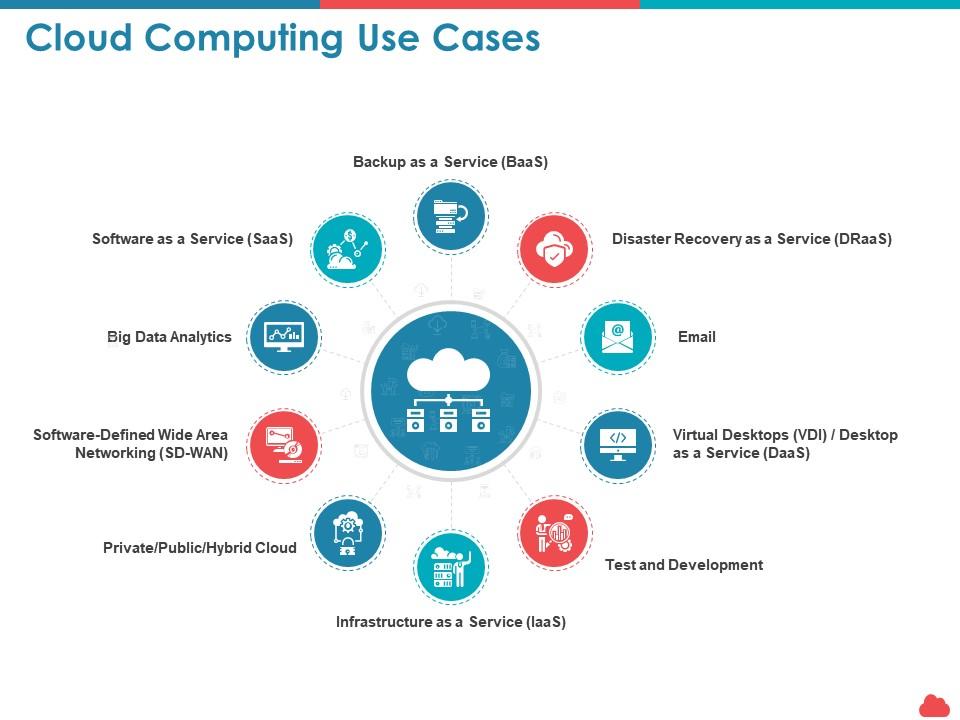 Cloud Computing Use Cases
Backup as a Service (BaaS)
Software as a Service (SaaS)
Disaster Recovery as a Service (DRaaS)
Big Data Analytics
Email
Software-Defined Wide Area
Networking (SD-WAN)
Virtual Desktops (VDI) / Desktop
as a Service (DaaS)
Private/Public/Hybrid Cloud
Test and Development
Infrastructure as a Service (IaaS)